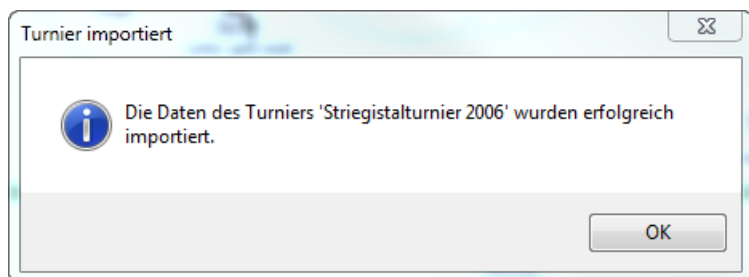 Turnier importiert
Die Daten des Turniers 'Striegistalturnier 2006' wurden erfolgreich
importiert.
OK